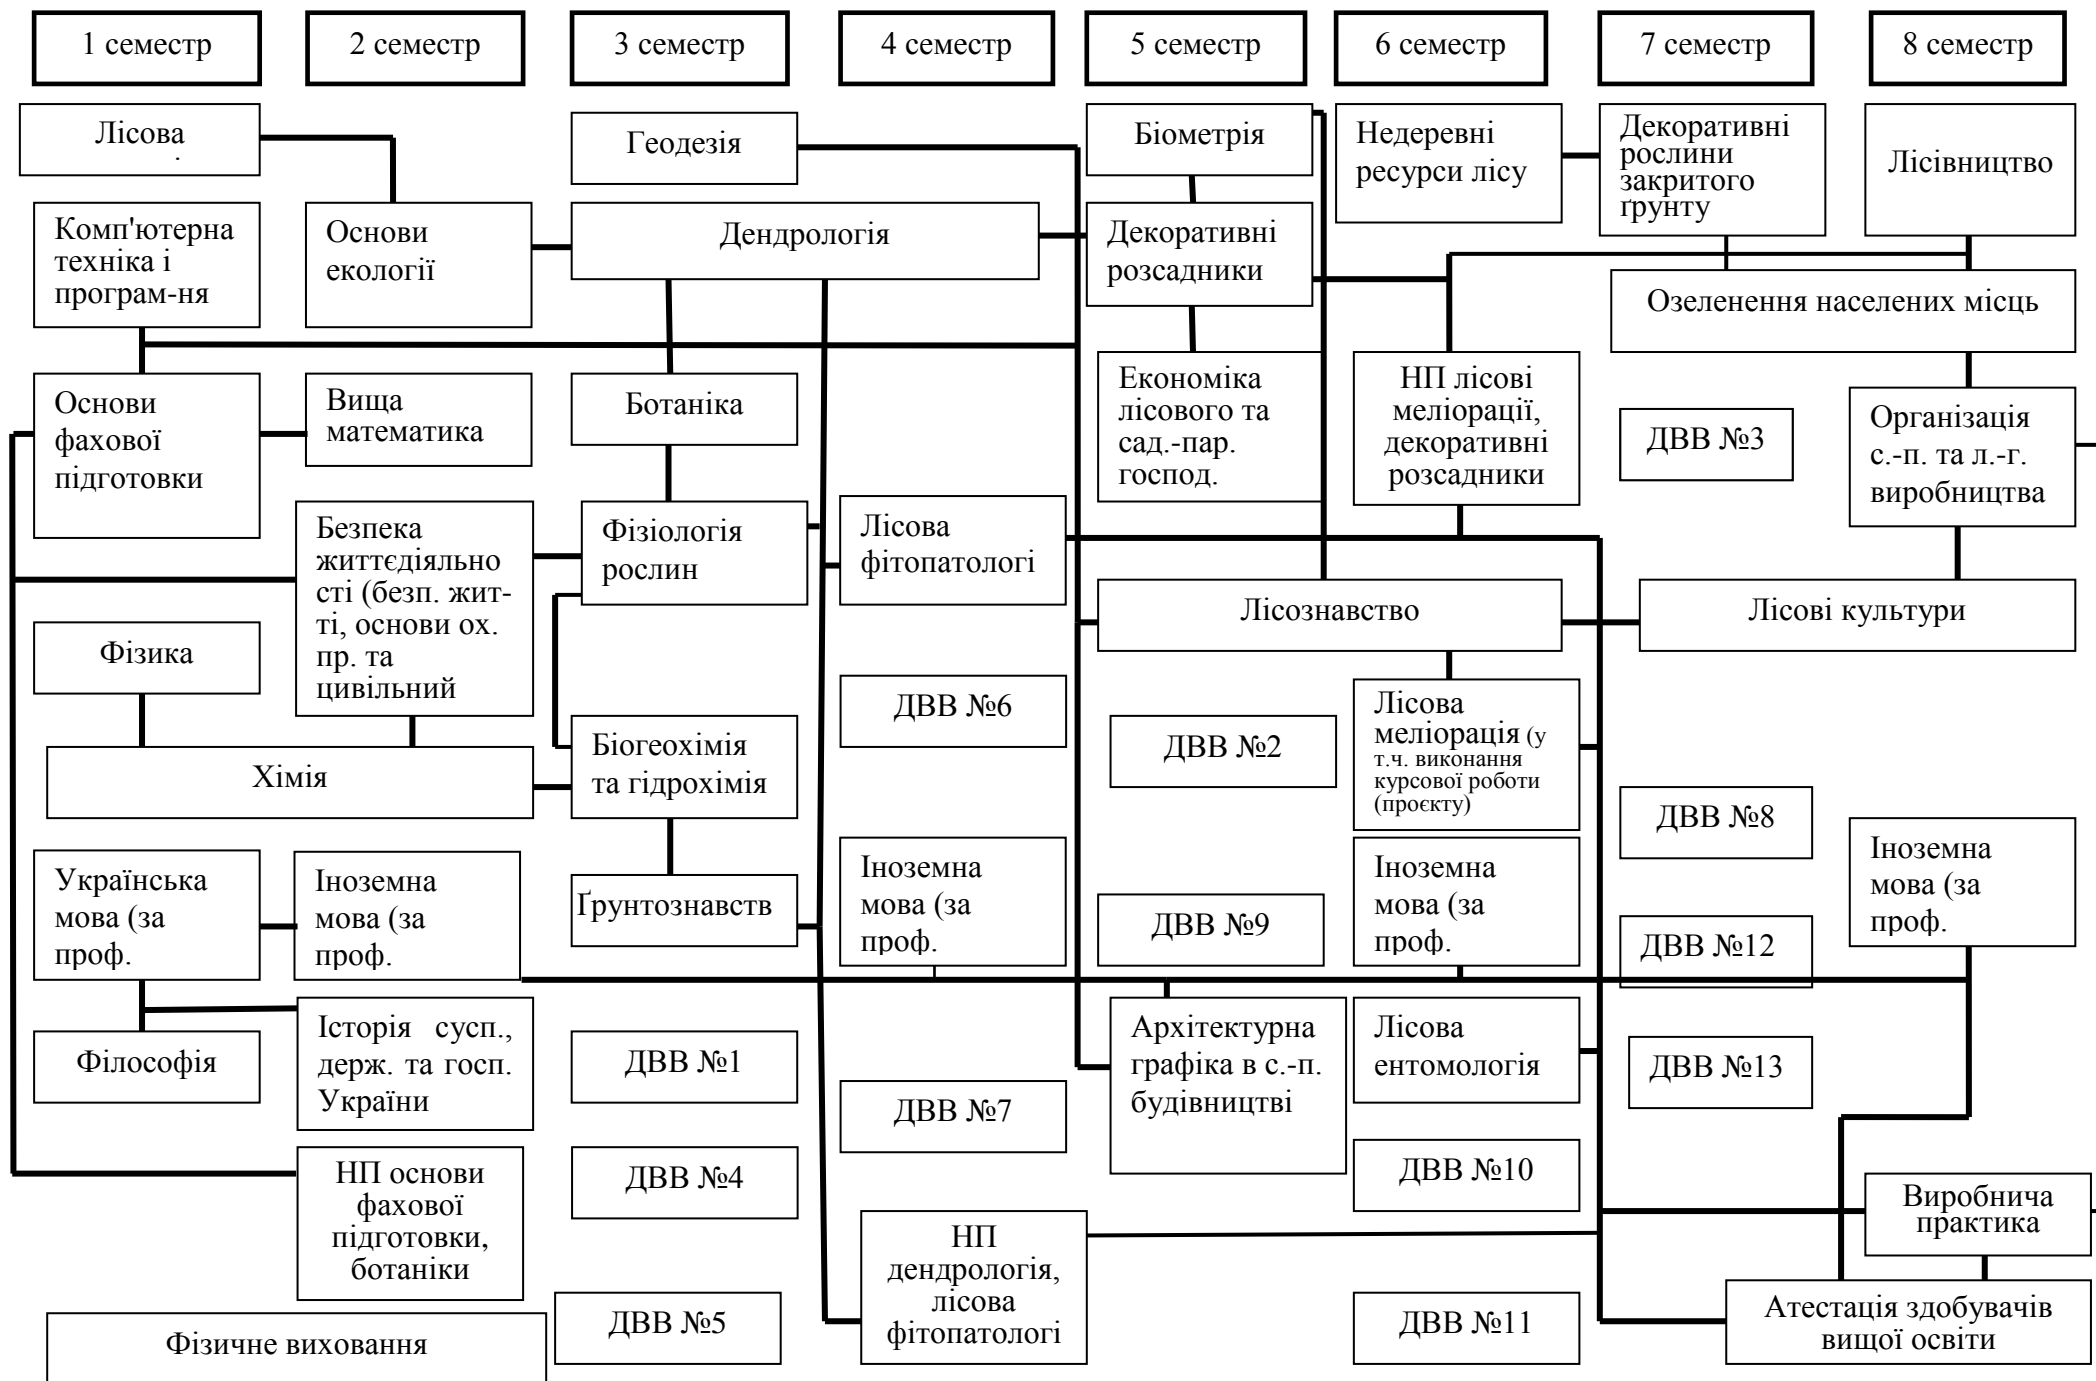 1 семестр
2 семестр
3 семестр
4 семестр
5 семестр
6 семестр
7 семестр
8 семестр
Лісова
Геодезія
Біометрія
Недеревні
ресурси лісу
Декоративні
рослини
закритого
ґрунту
Лісівництво
Комп'ютерна
техніка і
програм-ня
Основи
екології
Дендрологія
Декоративні
розсадники
Озеленення населених місць
Основи
фахової
підготовки
Вища
математика
Ботаніка
Економіка
лісового та
сад.-пар.
господ.
НП лісові
меліорації,
декоративні
розсадники
ДВВ №3
Організація
с.-п. та л.-г.
виробництва
Безпека
життєдіяльно
сті (безп. жит-
ті, основи ох.
пр. та
цивільний
Фізіологія
рослин
Лісова
фітопатологі
Лісознавство
Лісові культури
Фізика
ДВВ №6
ДВВ №2
Лісова
меліорація (у
т.ч. виконання
курсової роботи
(проєкту)
Хімія
Біогеохімія
та гідрохімія
ДВВ №8
Українська
мова (за
проф.
Іноземна
мова (за
проф.
Ґрунтознавств
Іноземна
мова (за
проф.
ДВВ №9
Іноземна
мова (за
проф.
ДВВ №12
Іноземна
мова (за
проф.
Філософія
Історія сусп.,
держ. та госп.
України
ДВВ №1
ДВВ №7
Архітектурна
графіка в с.-п.
будівництві
Лісова
ентомологія
ДВВ №13
НП основи
фахової
підготовки,
ботаніки
ДВВ №4
НП
дендрологія,
лісова
фітопатологі
ДВВ №10
Виробнича
практика
Фізичне виховання
ДВВ №5
ДВВ №11
Атестація здобувачів
вищої освіти